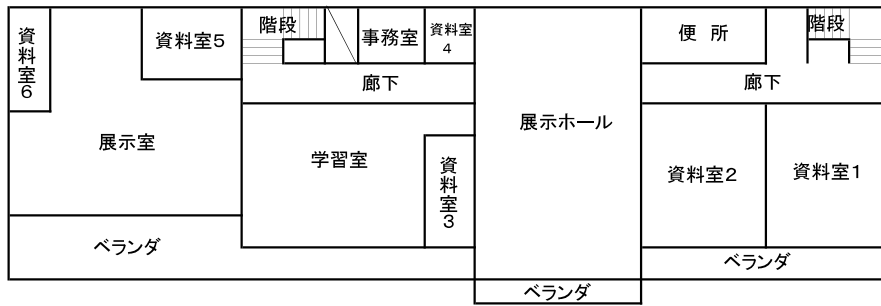 階段
資料室4
階段
事務室
便 所
資料室5
資料室6
廊下
廊下
展示ホール
展示室
学習室
資料室3
資料室2
資料室1
ベランダ
ベランダ
ベランダ